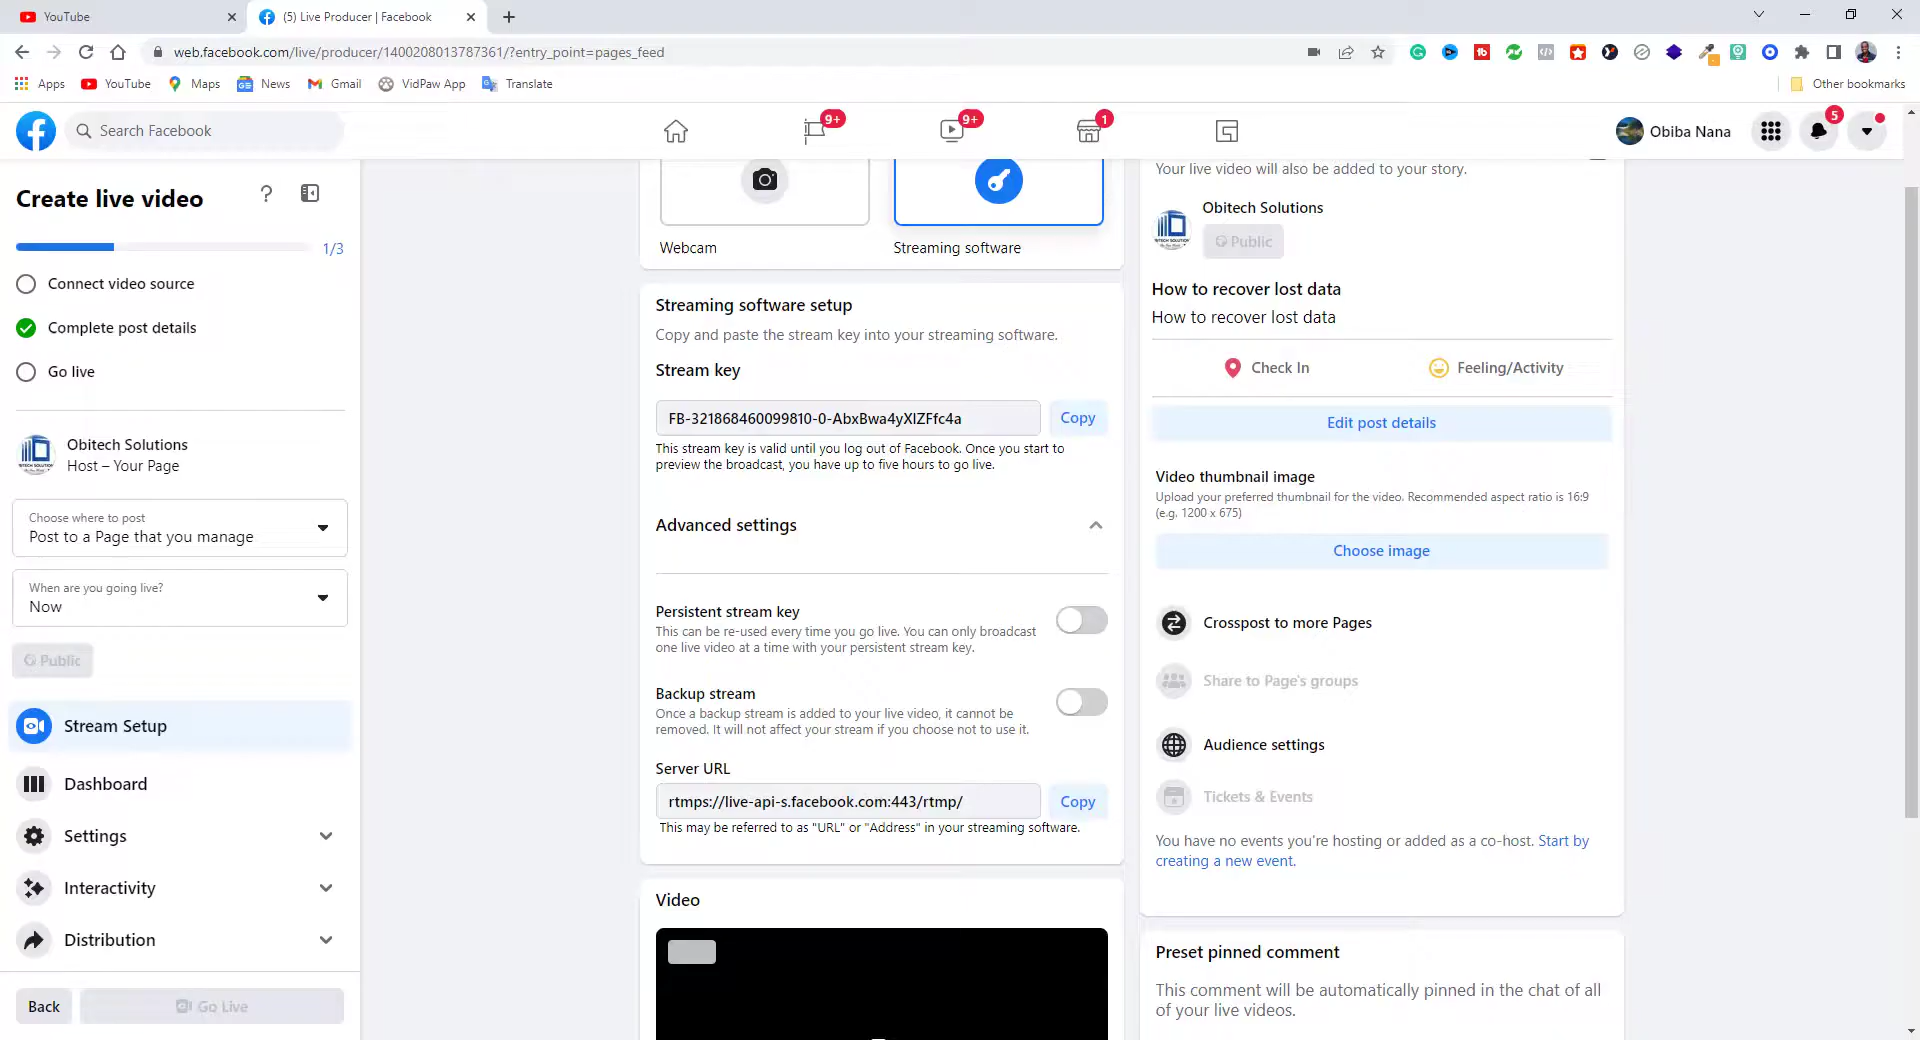 YouTube
(5) Live Producer | Facebook
web.facebook.com/live/producer/1400208013787361/?entry_point=pages_feed
Apps
YouTube
Maps
News
Gmail
VidPaw App
Translate
Other bookmarks
Search Facebook
9+
9+
1
Obiba Nana
5
Create live video
1/3
Connect video source
Complete post details
Go live
Obitech Solutions
Host – Your Page
Choose where to post
Post to a Page that you manage
When are you going live?
Now
Public
Stream Setup
Dashboard
Settings
Interactivity
Distribution
Back
Go Live
Webcam
Streaming software
Streaming software setup
Copy and paste the stream key into your streaming software.
Stream key
FB-321868460099810-0-AbxBwa4yXlZFfc4a
Copy
This stream key is valid until you log out of Facebook. Once you start to
preview the broadcast, you have up to five hours to go live.
Advanced settings
Persistent stream key
This can be re-used every time you go live. You can only broadcast
one live video at a time with your persistent stream key.
Backup stream
Once a backup stream is added to your live video, it cannot be
removed. It will not affect your stream if you choose not to use it.
Server URL
rtmps://live-api-s.facebook.com:443/rtmp/
Copy
This may be referred to as "URL" or "Address" in your streaming software.
Video
Your live video will also be added to your story.
Obitech Solutions
Public
How to recover lost data
How to recover lost data
Check In
Feeling/Activity
Edit post details
Video thumbnail image
Upload your preferred thumbnail for the video. Recommended aspect ratio is 16:9
(e.g. 1200 x 675)
Choose image
Crosspost to more Pages
Share to Page's groups
Audience settings
Tickets & Events
You have no events you're hosting or added as a co-host. Start by
creating a new event.
Preset pinned comment
This comment will be automatically pinned in the chat of all
of your live videos.